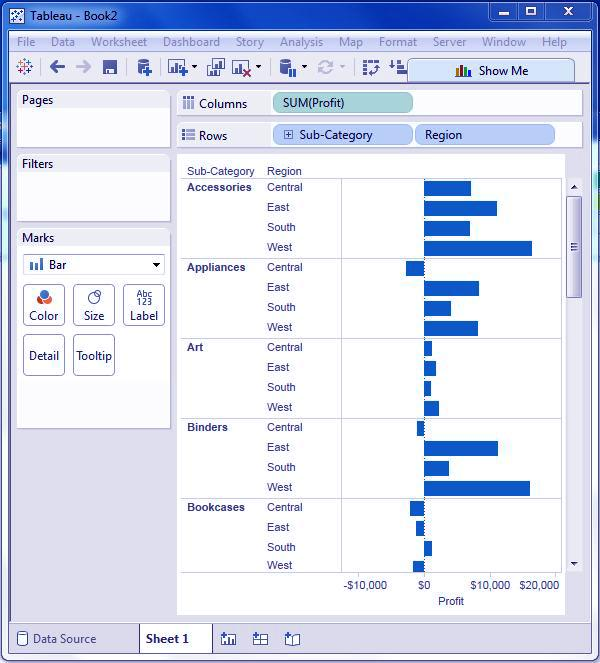 Tableau - Book2
File Data Worksheet Dashboard Story Analysis Map Format Server Window Help
Show Me
Pages
Columns SUM(Profit)
Rows Sub-Category Region
Filters
Marks
Bar
Color Size Abc 123 Label
Detail Tooltip
Sub-Category Region
Accessories Central
East
South
West
Appliances Central
East
South
West
Art Central
East
South
West
Binders Central
East
South
West
Bookcases Central
East
South
West
-$10,000 $0 $10,000 $20,000
Profit
Data Source Sheet 1